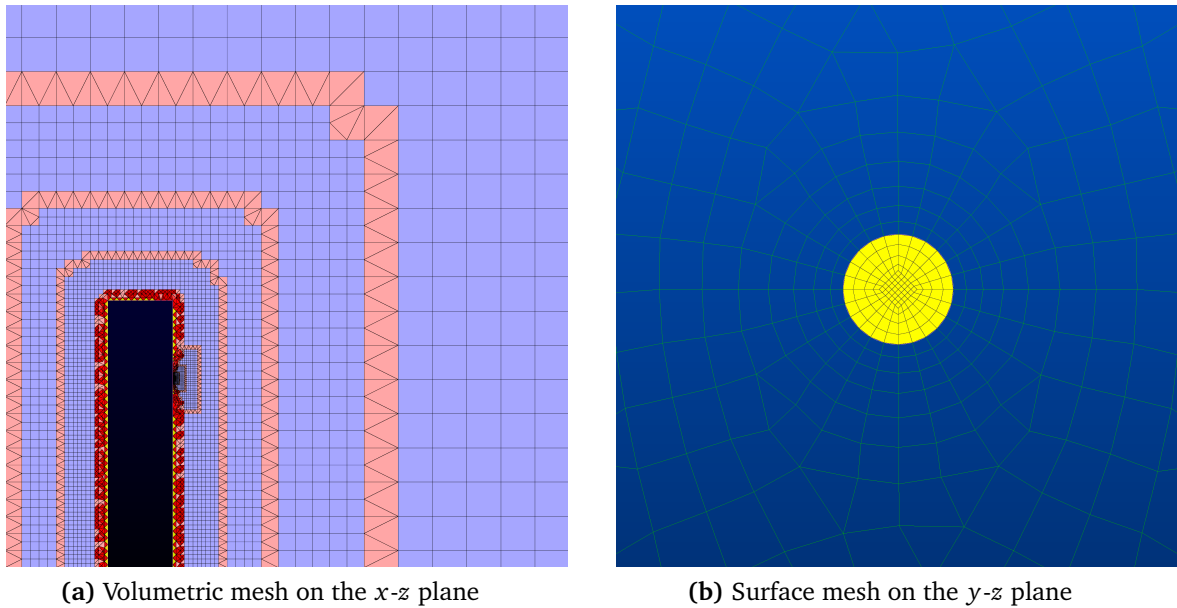 (a) Volumetric mesh on the x-z plane
(b) Surface mesh on the y-z plane